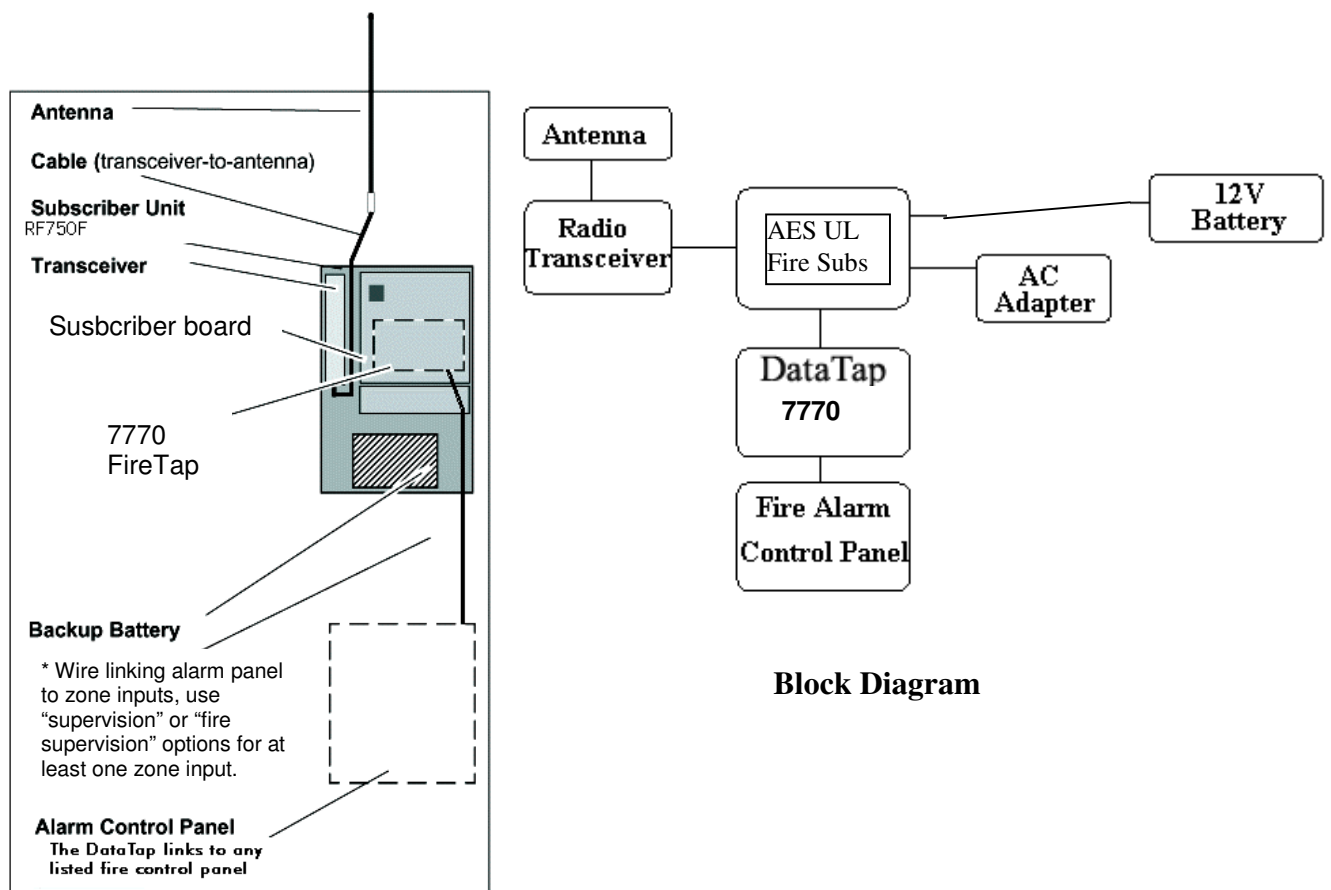 Antenna
Cable (transceiver-to-antenna)
Subscriber Unit
RF750F
Transceiver
Susbcriber board
7770
FireTap
Backup Battery
* Wire linking alarm panel
to zone inputs, use
“supervision” or “fire
supervision” options for at
least one zone input.
Alarm Control Panel
The DataTap links to any
listed fire control panel
Antenna
Radio
Transceiver
AES UL
Fire Subs
12V
Battery
AC
Adapter
DataTap
7770
Fire Alarm
Control Panel
Block Diagram